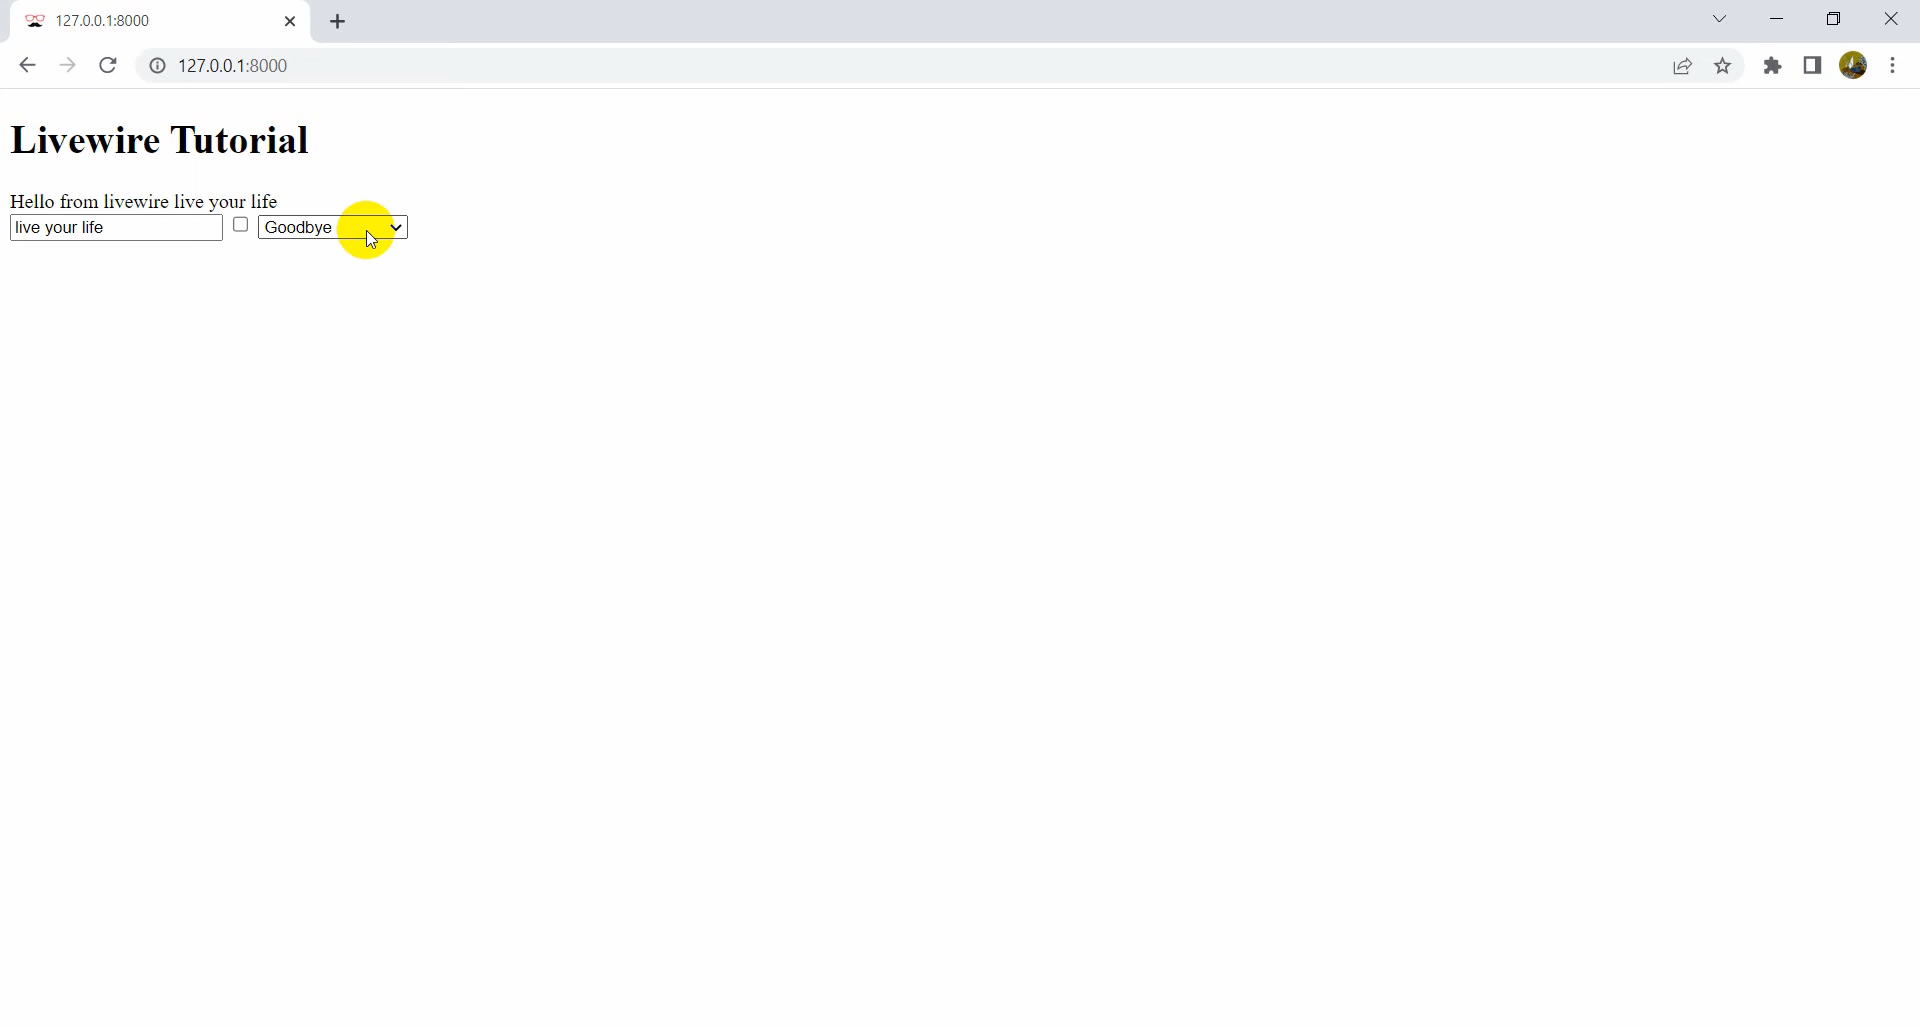 127.0.0.1:8000
127.0.0.1:8000
Livewire Tutorial
Hello from livewire live your life
live your life Goodbye